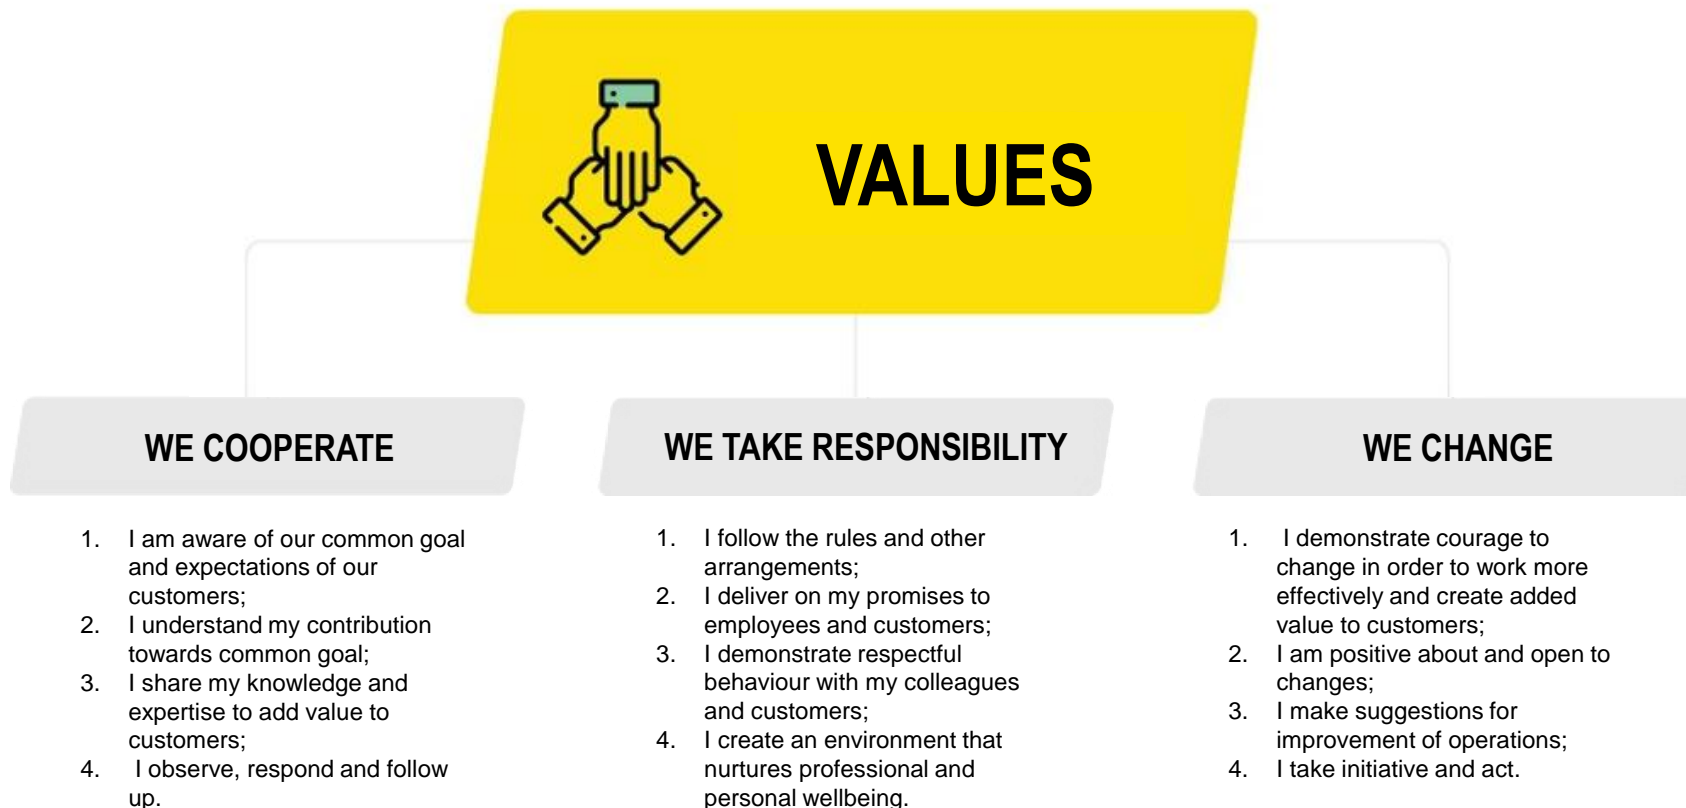 VALUES
WE COOPERATE
1. I am aware of our common goal
and expectations of our
customers;
2. I understand my contribution
towards common goal;
3. I share my knowledge and
expertise to add value to
customers;
4. I observe, respond and follow
up.
WE TAKE RESPONSIBILITY
1. I follow the rules and other
arrangements;
2. I deliver on my promises to
employees and customers;
3. I demonstrate respectful
behaviour with my colleagues
and customers;
4. I create an environment that
nurtures professional and
personal wellbeing.
WE CHANGE
1. I demonstrate courage to
change in order to work more
effectively and create added
value to customers;
2. I am positive about and open to
changes;
3. I make suggestions for
improvement of operations;
4. I take initiative and act.